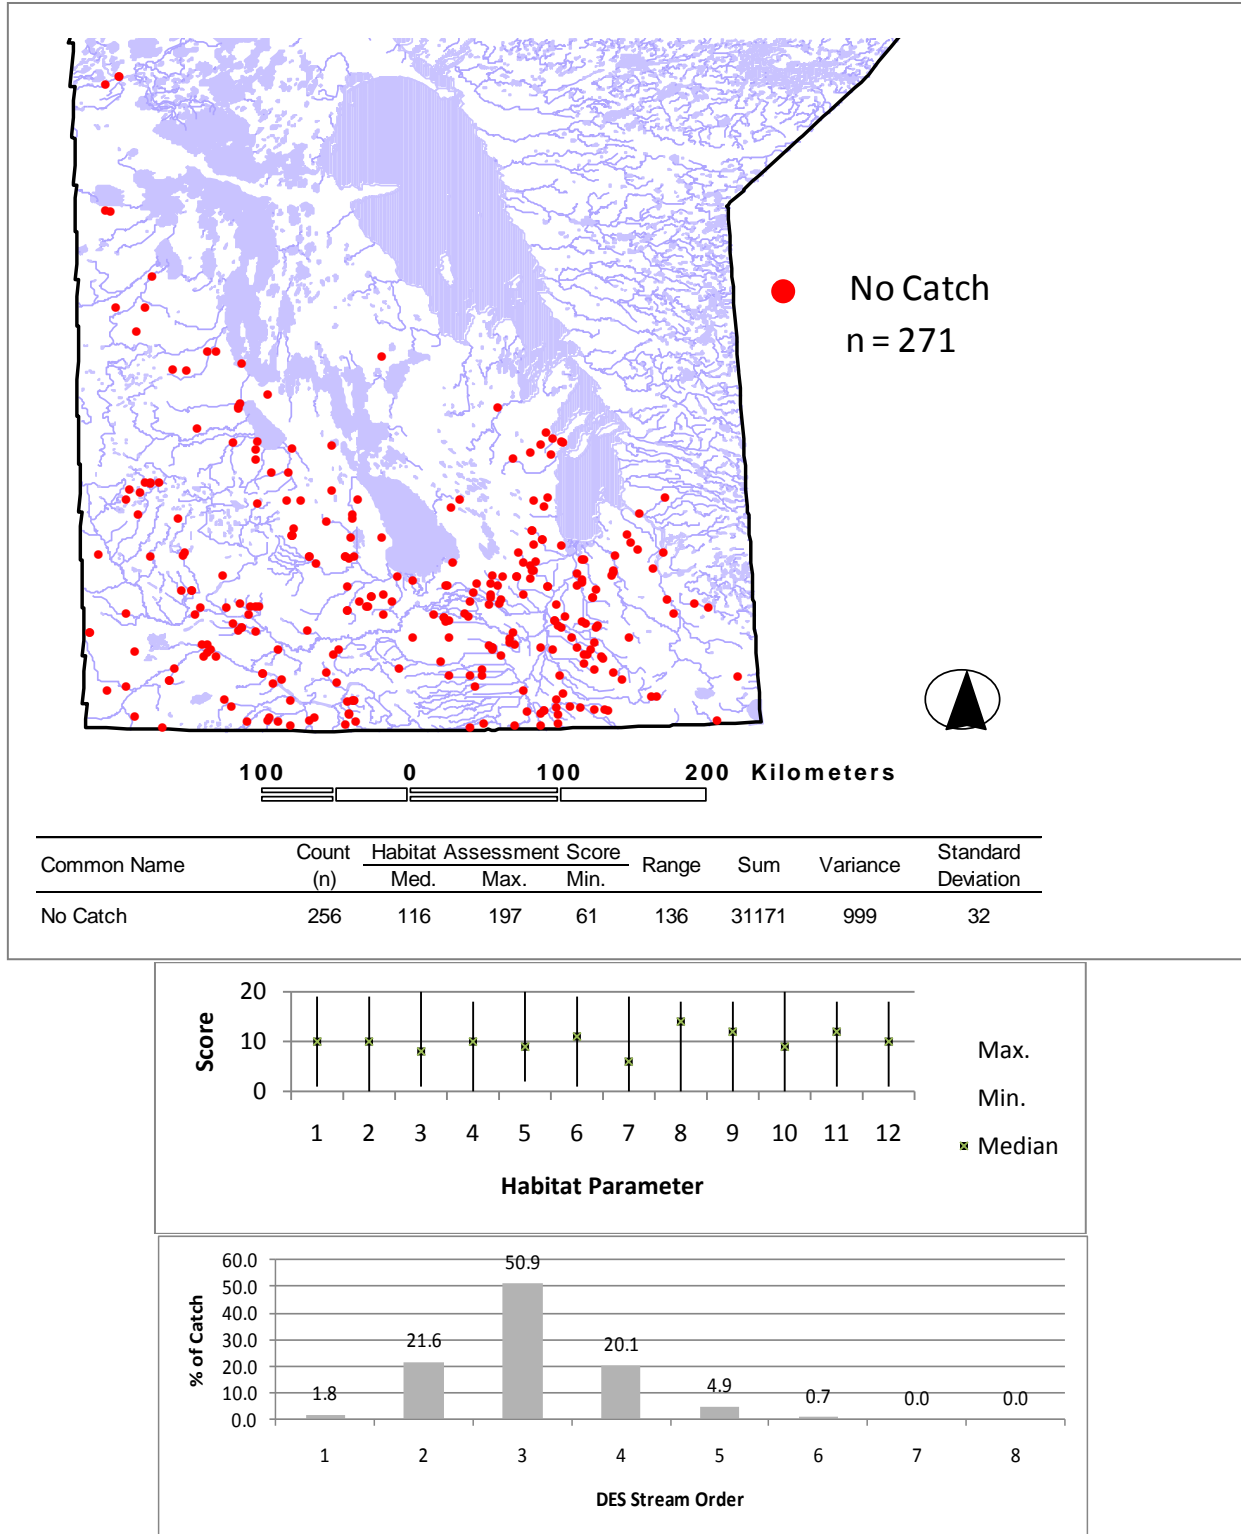 No Catch
n = 271
100 0 100 200 Kilometers
Common Name Count (n) Habitat Assessment Score Range Sum Variance Standard Deviation
Med. Max. Min.
No Catch 256 116 197 61 136 31171 999 32
20
10
0
Score
1 2 3 4 5 6 7 8 9 10 11 12
Habitat Parameter
Max.
Min.
Median
60.0
50.0
40.0
30.0
20.0
10.0
0.0
% of Catch
1.8 21.6 50.9 20.1 4.9 0.7 0.0 0.0
1 2 3 4 5 6 7 8
DES Stream Order